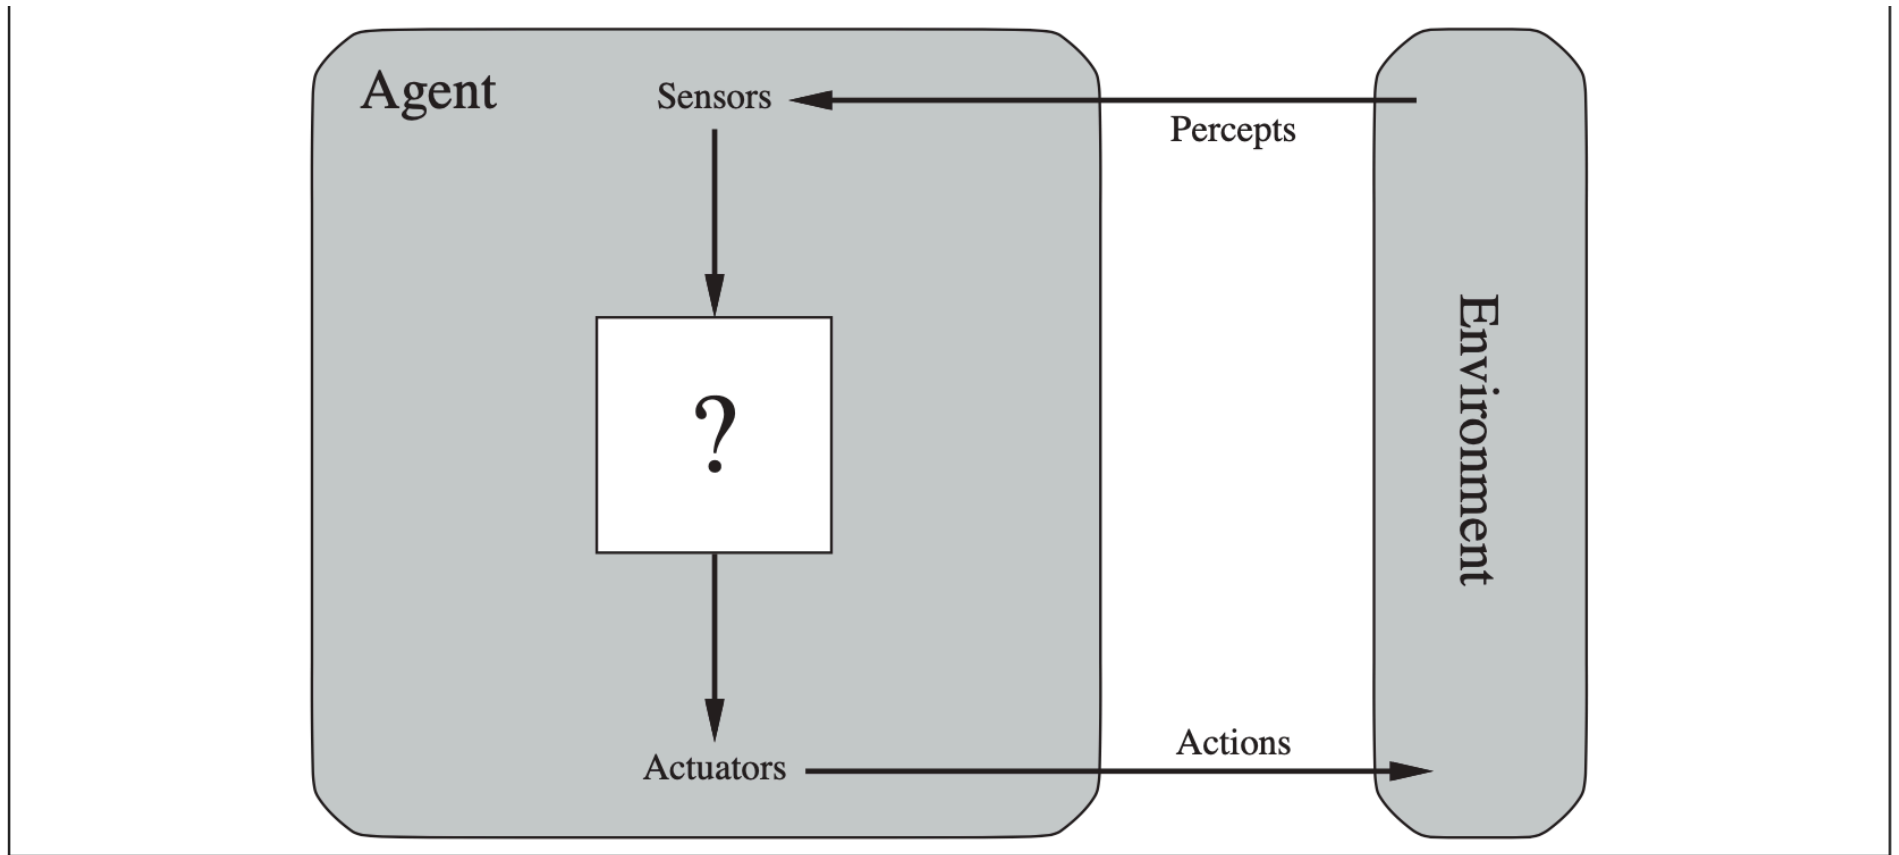 Agent
Sensors
Percepts
?
Environment
Actions
Actuators